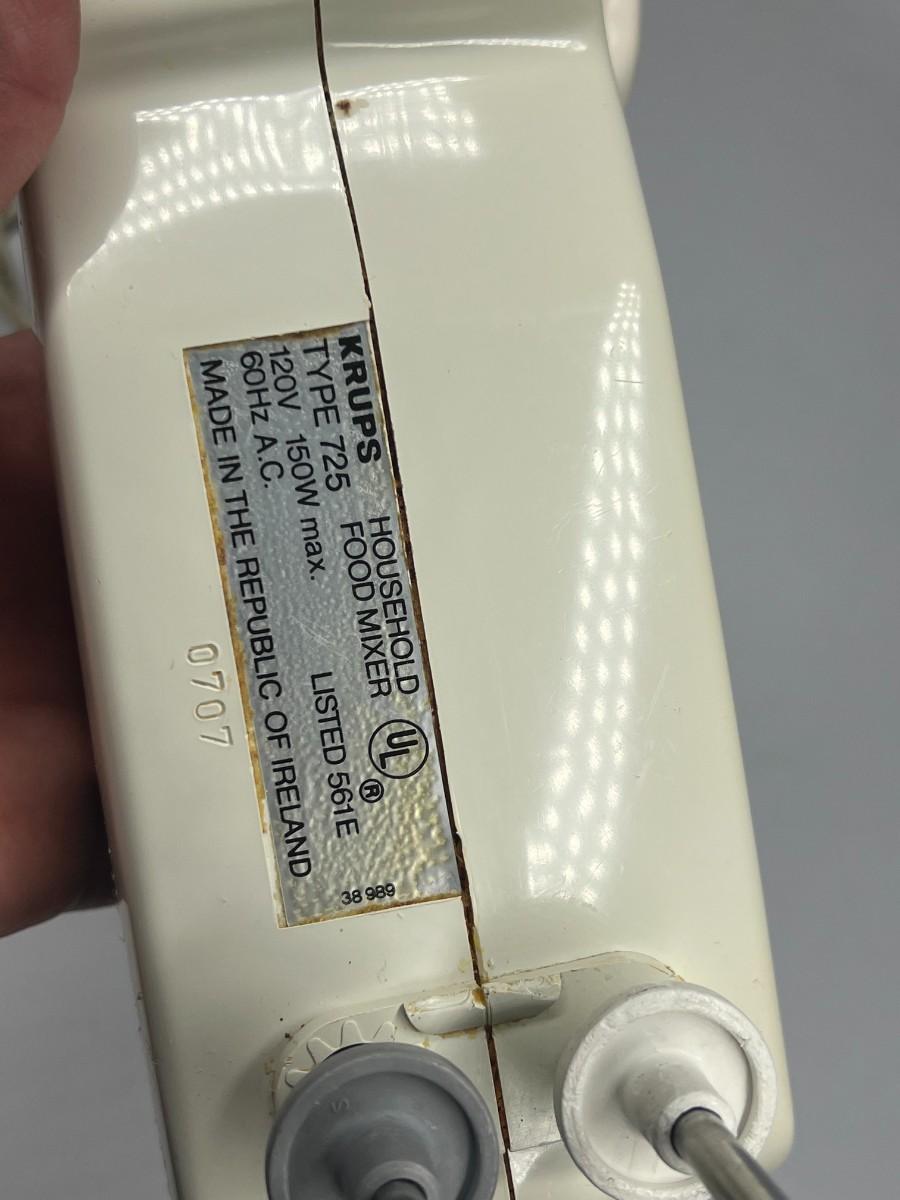 KRUPS HOUSEHOLD
TYPE 725 FOOD MIXER UL ®
120V 150W max. LISTED 561E
60Hz A.C.
MADE IN THE REPUBLIC OF IRELAND 38 989
0707
S